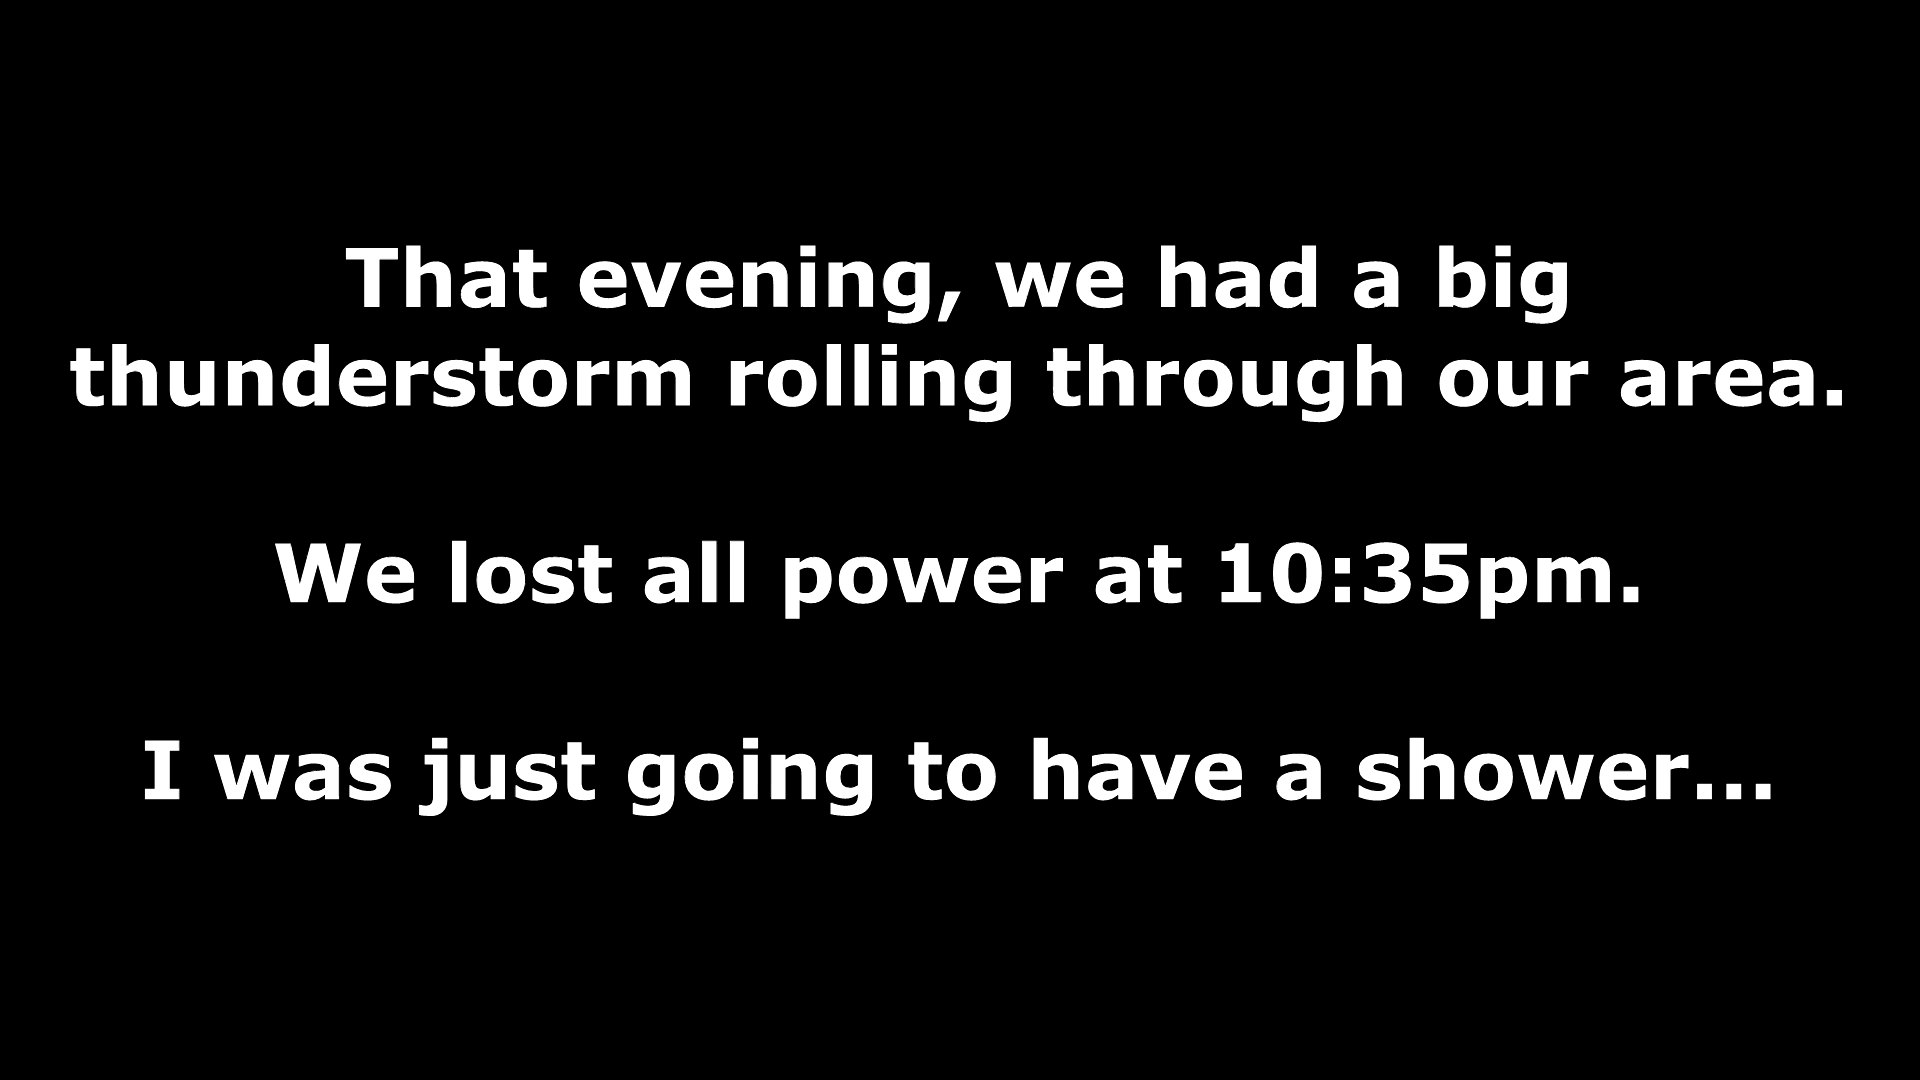 That evening, we had a big
thunderstorm rolling through our area.
We lost all power at 10:35pm.
I was just going to have a shower...